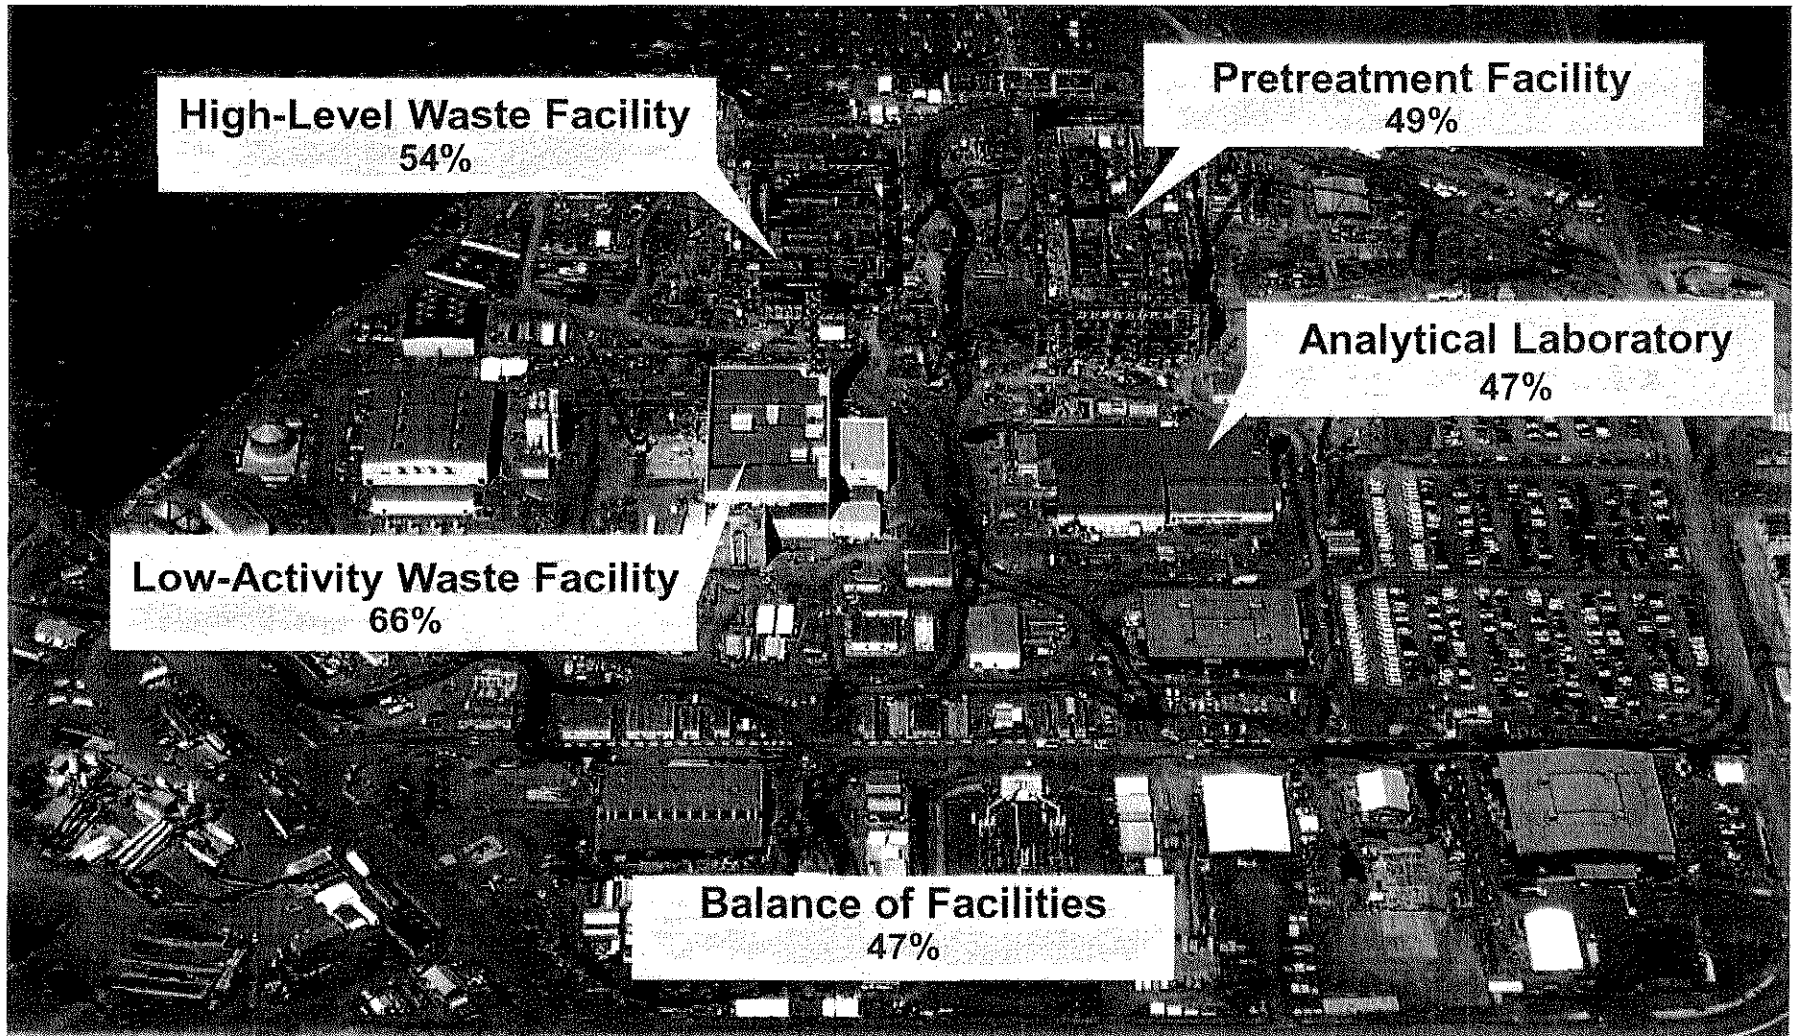 High-Level Waste Facility
54%
Pretreatment Facility
49%
Analytical Laboratory
47%
Low-Activity Waste Facility
66%
Balance of Facilities
47%